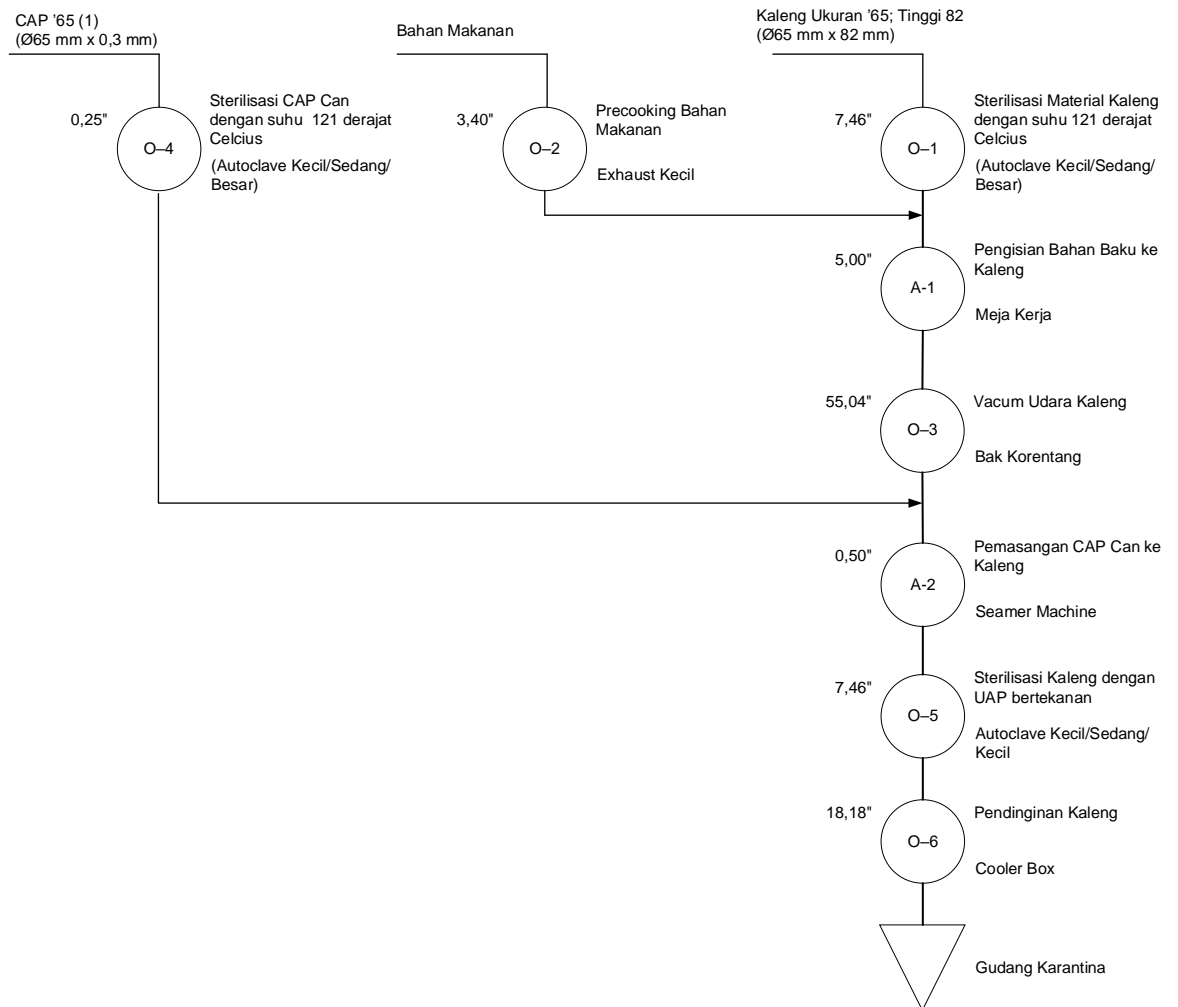 CAP '65 (1)
(Ø65 mm x 0,3 mm)
Bahan Makanan
Kaleng Ukuran '65; Tinggi 82
(Ø65 mm x 82 mm)
0,25"
O–4
Sterilisasi CAP Can
dengan suhu 121 derajat
Celcius
(Autoclave Kecil/Sedang/
Besar)
3,40"
O–2
Precooking Bahan
Makanan
Exhaust Kecil
7,46"
O–1
Sterilisasi Material Kaleng
dengan suhu 121 derajat
Celcius
(Autoclave Kecil/Sedang/
Besar)
5,00"
A-1
Pengisian Bahan Baku ke
Kaleng
Meja Kerja
55,04"
O–3
Vacum Udara Kaleng
Bak Korentang
0,50"
A-2
Pemasangan CAP Can ke
Kaleng
Seamer Machine
7,46"
O–5
Sterilisasi Kaleng dengan
UAP bertekanan
Autoclave Kecil/Sedang/
Kecil
18,18"
O–6
Pendinginan Kaleng
Cooler Box
Gudang Karantina